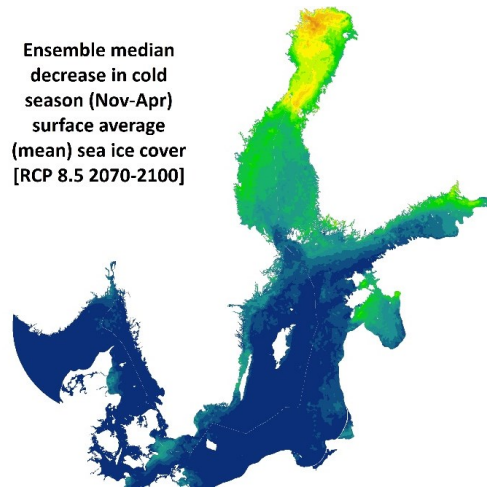 Ensemble median
decrease in cold
season (Nov-Apr)
surface average
(mean) sea ice cover
[RCP 8.5 2070-2100]